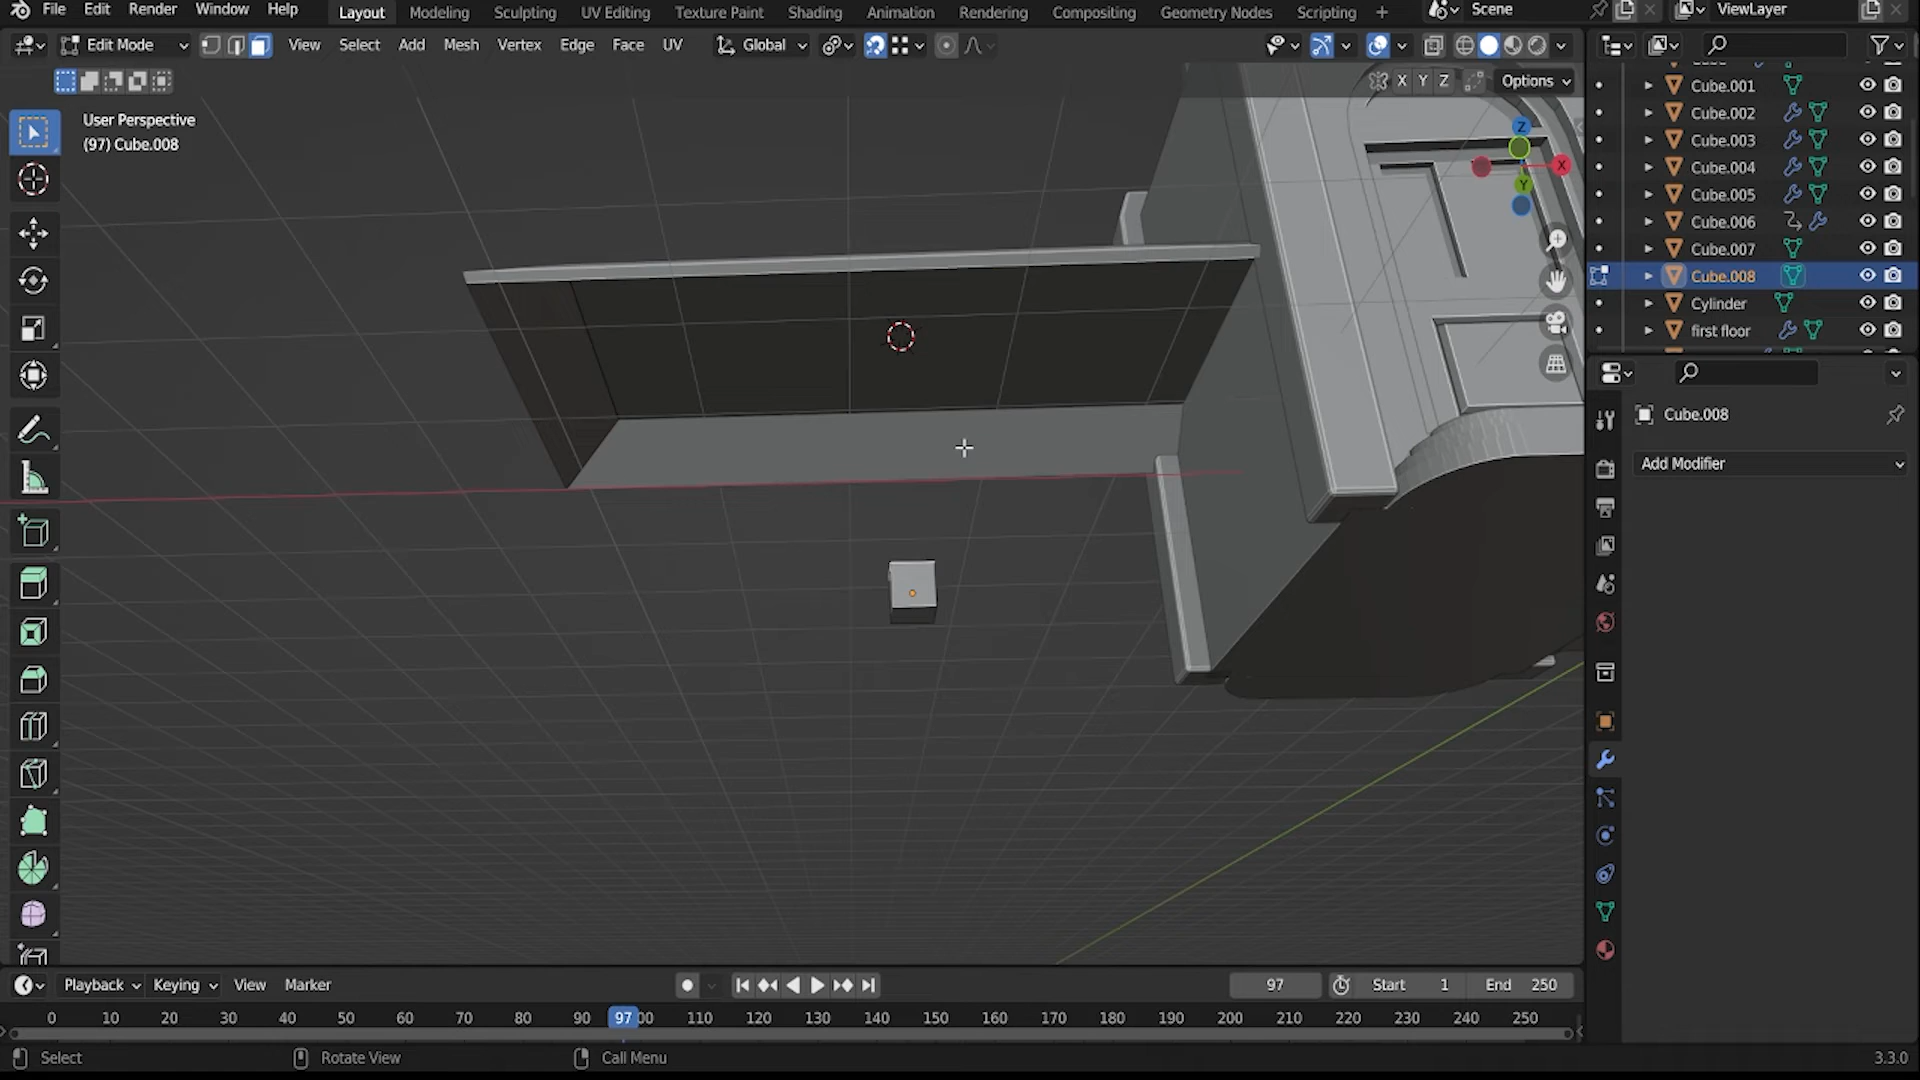 File Edit Render Window Help Layout Modeling Sculpting UV Editing Texture Paint Shading Animation Rendering Compositing Geometry Nodes Scripting + Scene ViewLayer
Edit Mode View Select Add Mesh Vertex Edge Face UV Global
X Y Z Options
User Perspective
(97) Cube.008
Z
X
Y
Cube.001
Cube.002
Cube.003
Cube.004
Cube.005
Cube.006
Cube.007
Cube.008
Cylinder
first floor
Cube.008
Add Modifier
Playback Keying View Marker 97 Start 1 End 250
0 10 20 30 40 50 60 70 80 90 97 00 110 120 130 140 150 160 170 180 190 200 210 220 230 240 250
Select Rotate View Call Menu 3.3.0